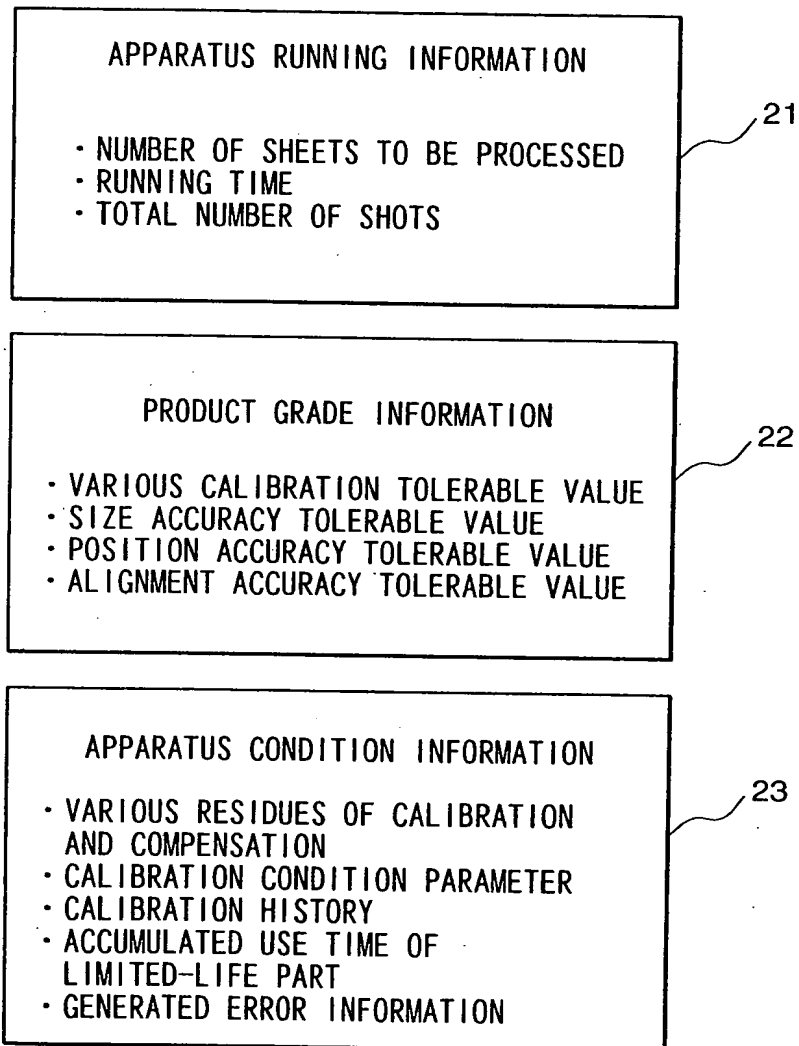 APPARATUS RUNNING INFORMATION
· NUMBER OF SHEETS TO BE PROCESSED
· RUNNING TIME
· TOTAL NUMBER OF SHOTS
21
PRODUCT GRADE INFORMATION
· VARIOUS CALIBRATION TOLERABLE VALUE
· SIZE ACCURACY TOLERABLE VALUE
· POSITION ACCURACY TOLERABLE VALUE
· ALIGNMENT ACCURACY TOLERABLE VALUE
22
APPARATUS CONDITION INFORMATION
· VARIOUS RESIDUES OF CALIBRATION
AND COMPENSATION
· CALIBRATION CONDITION PARAMETER
· CALIBRATION HISTORY
· ACCUMULATED USE TIME OF
LIMITED-LIFE PART
· GENERATED ERROR INFORMATION
23